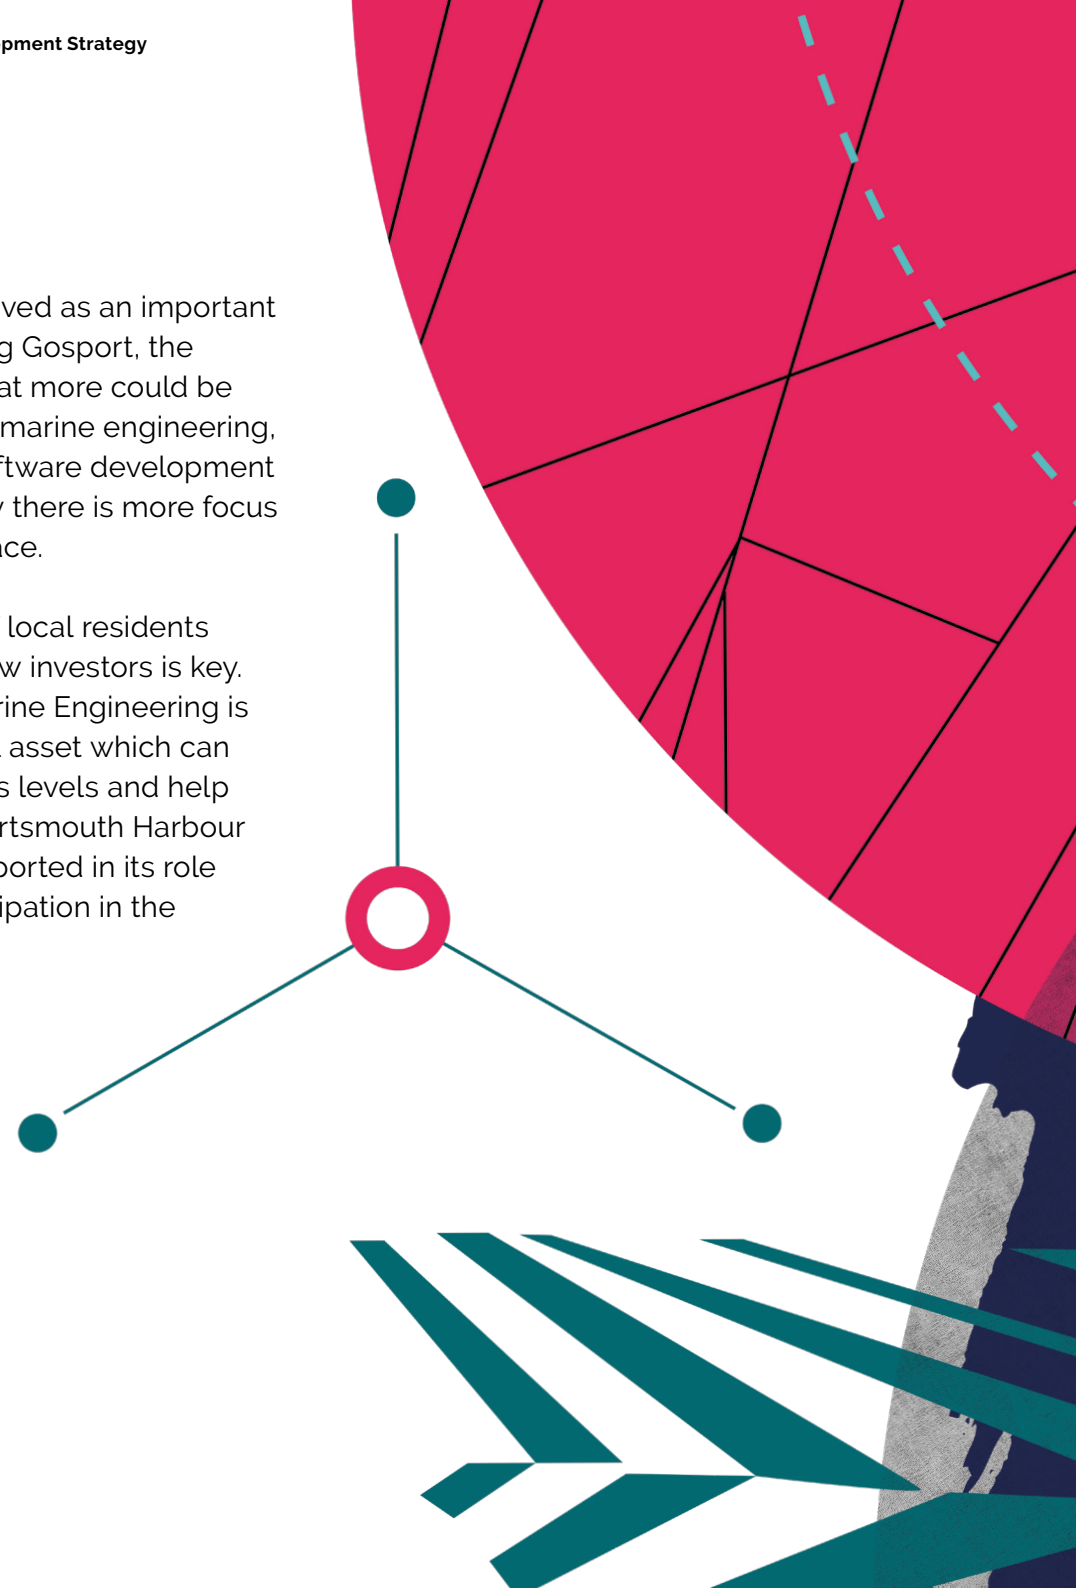 pment Strategy
ved as an important
g Gosport, the
at more could be
marine engineering,
ftware development
there is more focus
ace.
local residents
w investors is key.
rine Engineering is
asset which can
s levels and help
rtsmouth Harbour
ported in its role
ipation in the